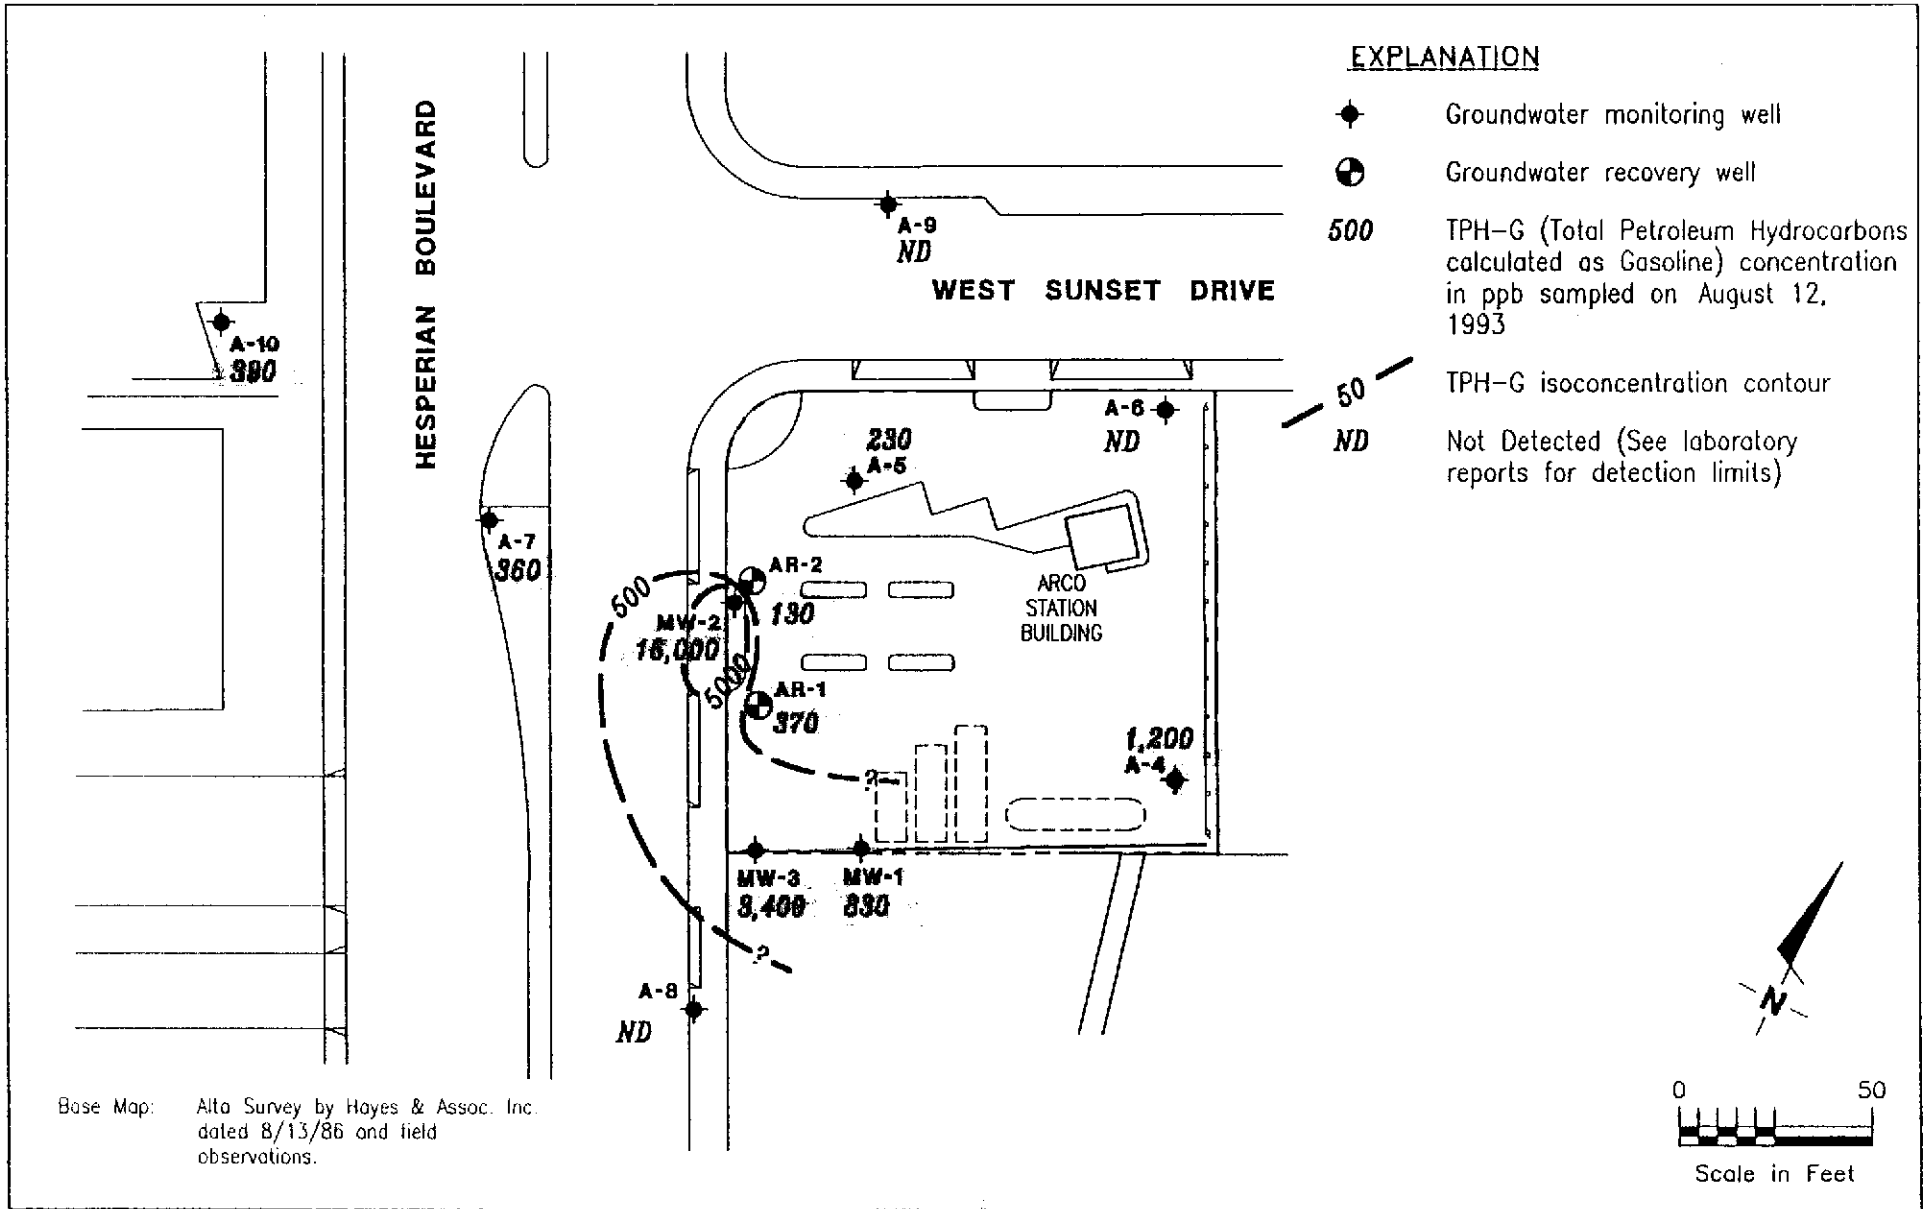 EXPLANATION
Groundwater monitoring well
Groundwater recovery well
500
TPH-G (Total Petroleum Hydrocarbons
calculated as Gasoline) concentration
in ppb sampled on August 12,
1993
50
TPH-G isoconcentration contour
ND
Not Detected (See laboratory
reports for detection limits)
HESPERIAN BOULEVARD
A-9
ND
WEST SUNSET DRIVE
A-10
390
A-6
ND
230
A-5
A-7
360
ARCO
STATION
BUILDING
500
AR-2
130
MW-2
16,000
5000
AR-1
370
1,200
A-4
?
MW-3
3,400
MW-1
830
?
A-8
ND
N
Base Map: Alta Survey by Hayes & Assoc. Inc.
dated 8/13/86 and field
observations.
0 50
Scale in Feet